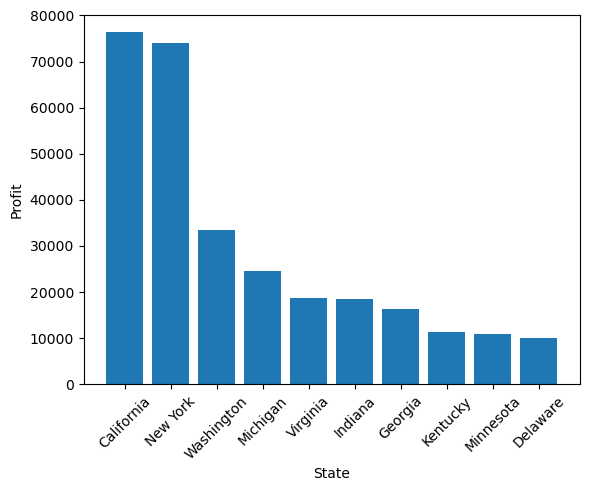 80000
70000
60000
50000
40000
30000
20000
10000
0
Profit
California
New York
Washington
Michigan
Virginia
Indiana
Georgia
Kentucky
Minnesota
Delaware
State